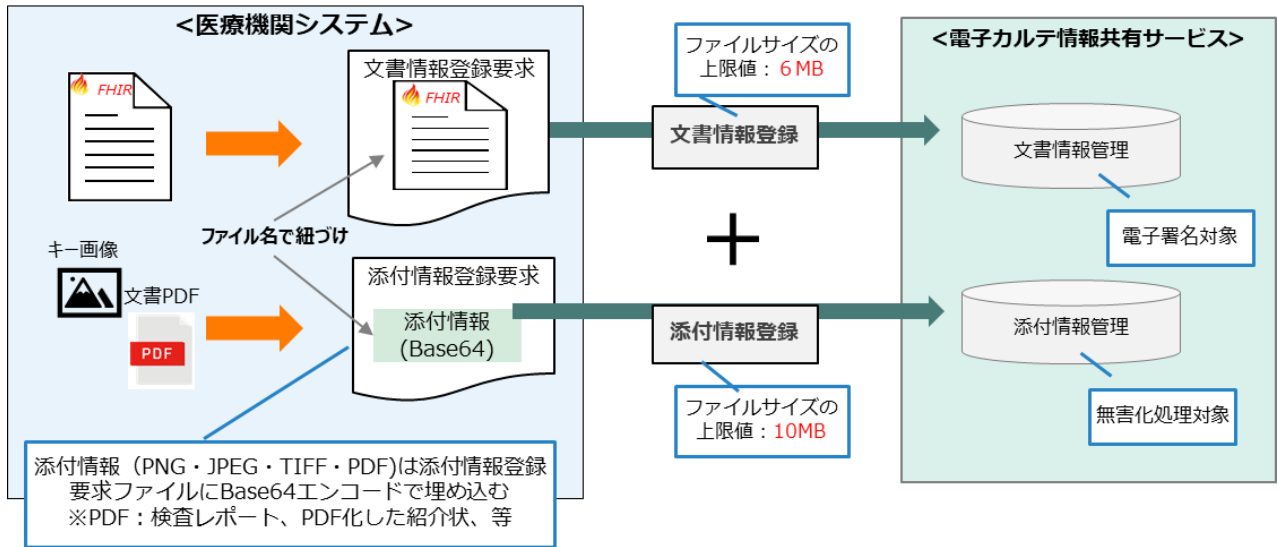 <医療機関システム>
FHIR
文書情報登録要求
FHIR
ファイル名で紐づけ
キー画像
文書PDF
PDF
添付情報登録要求
添付情報
(Base64)
添付情報（PNG・JPEG・TIFF・PDF)は添付情報登録
要求ファイルにBase64エンコードで埋め込む
※PDF：検査レポート、PDF化した紹介状、等
ファイルサイズの
上限値：６MB
文書情報登録
＋
添付情報登録
ファイルサイズの
上限値：10MB
<電子カルテ情報共有サービス>
文書情報管理
電子署名対象
添付情報管理
無害化処理対象